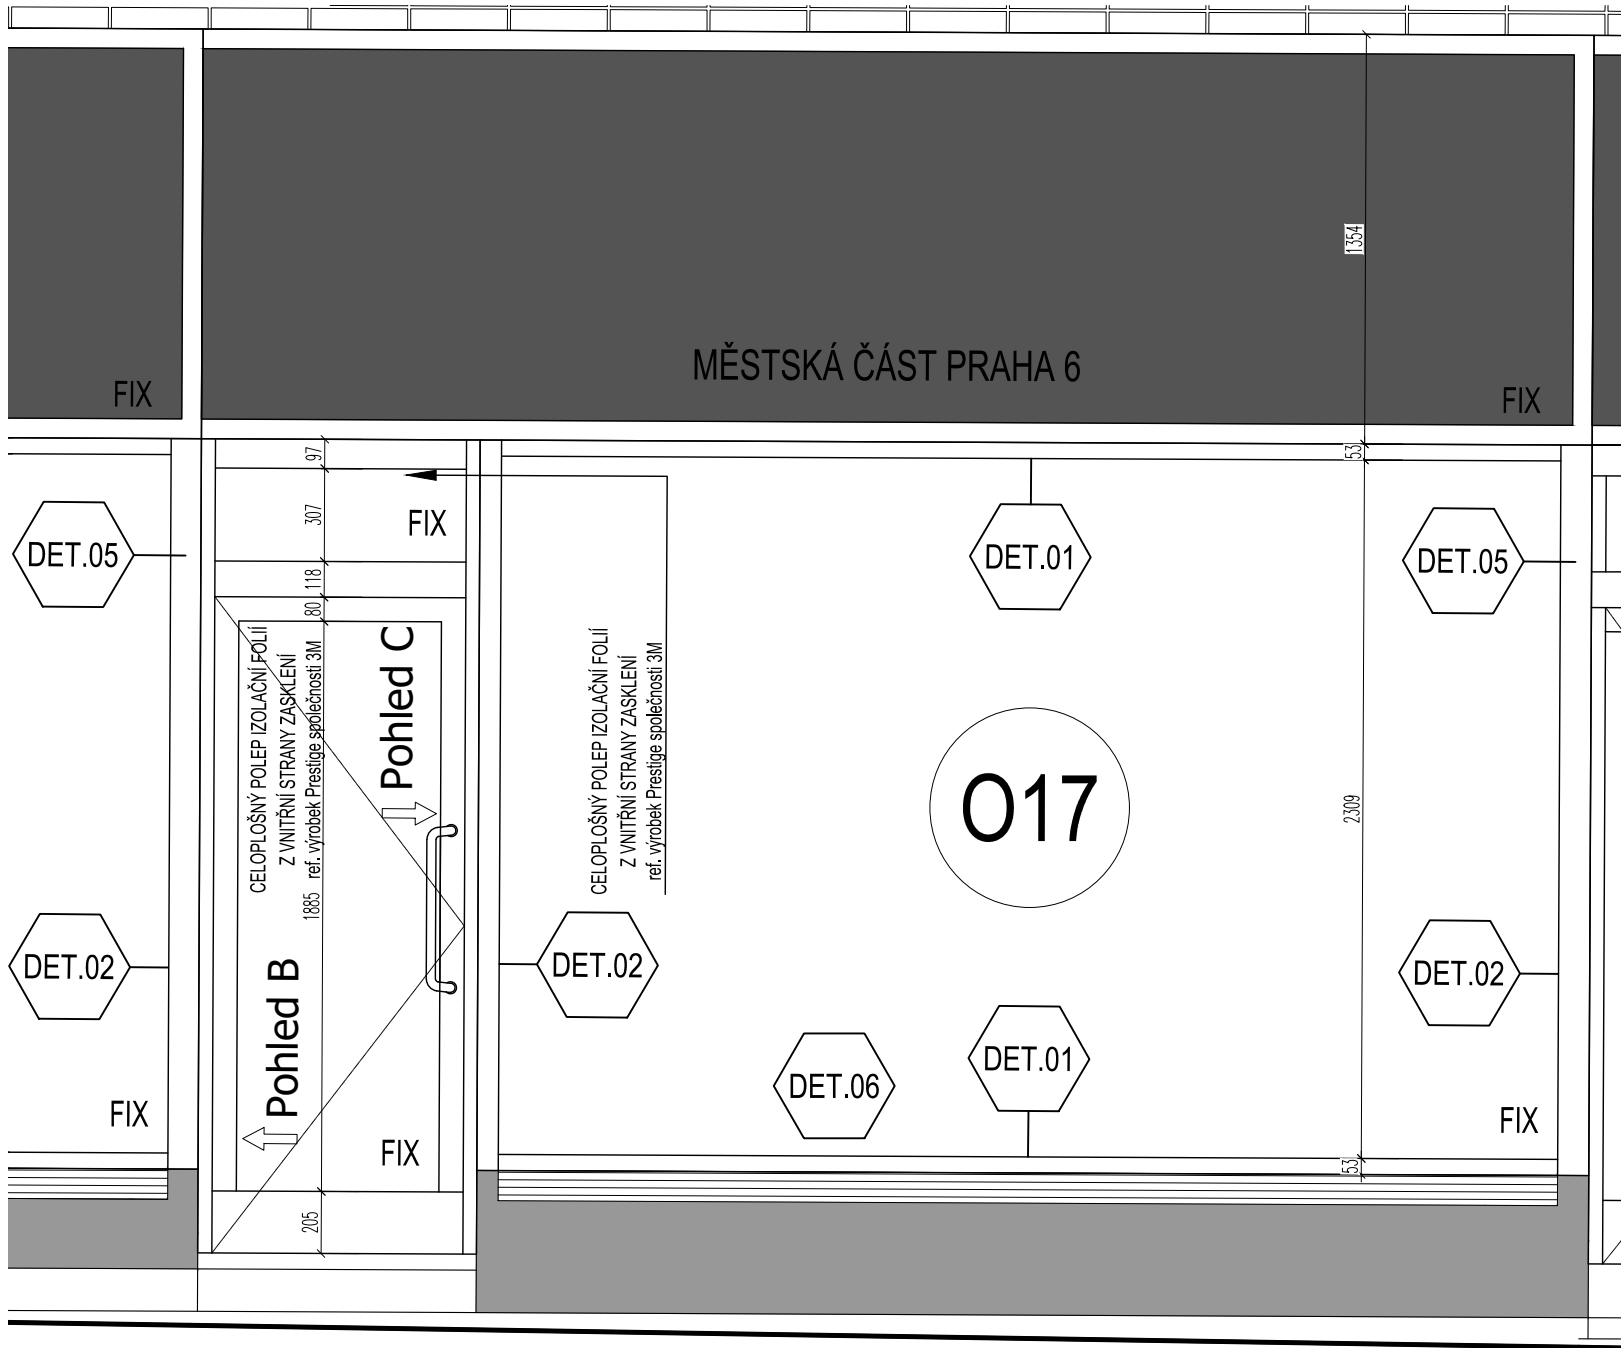 MĚSTSKÁ ČÁST PRAHA 6
FIX
FIX
1354
97
307
118
80
1885
205
53
2309
53
FIX
DET.05
DET.01
DET.05
CELOPLOŠNÝ POLEP IZOLAČNÍ FOLIÍ
Z VNITŘNÍ STRANY ZASKLENÍ
ref. výrobek Prestige společnosti 3M
Pohled C
CELOPLOŠNÝ POLEP IZOLAČNÍ FOLIÍ
Z VNITŘNÍ STRANY ZASKLENÍ
ref. výrobek Prestige společnosti 3M
O17
DET.02
Pohled B
DET.02
DET.02
DET.06
DET.01
FIX
FIX
FIX